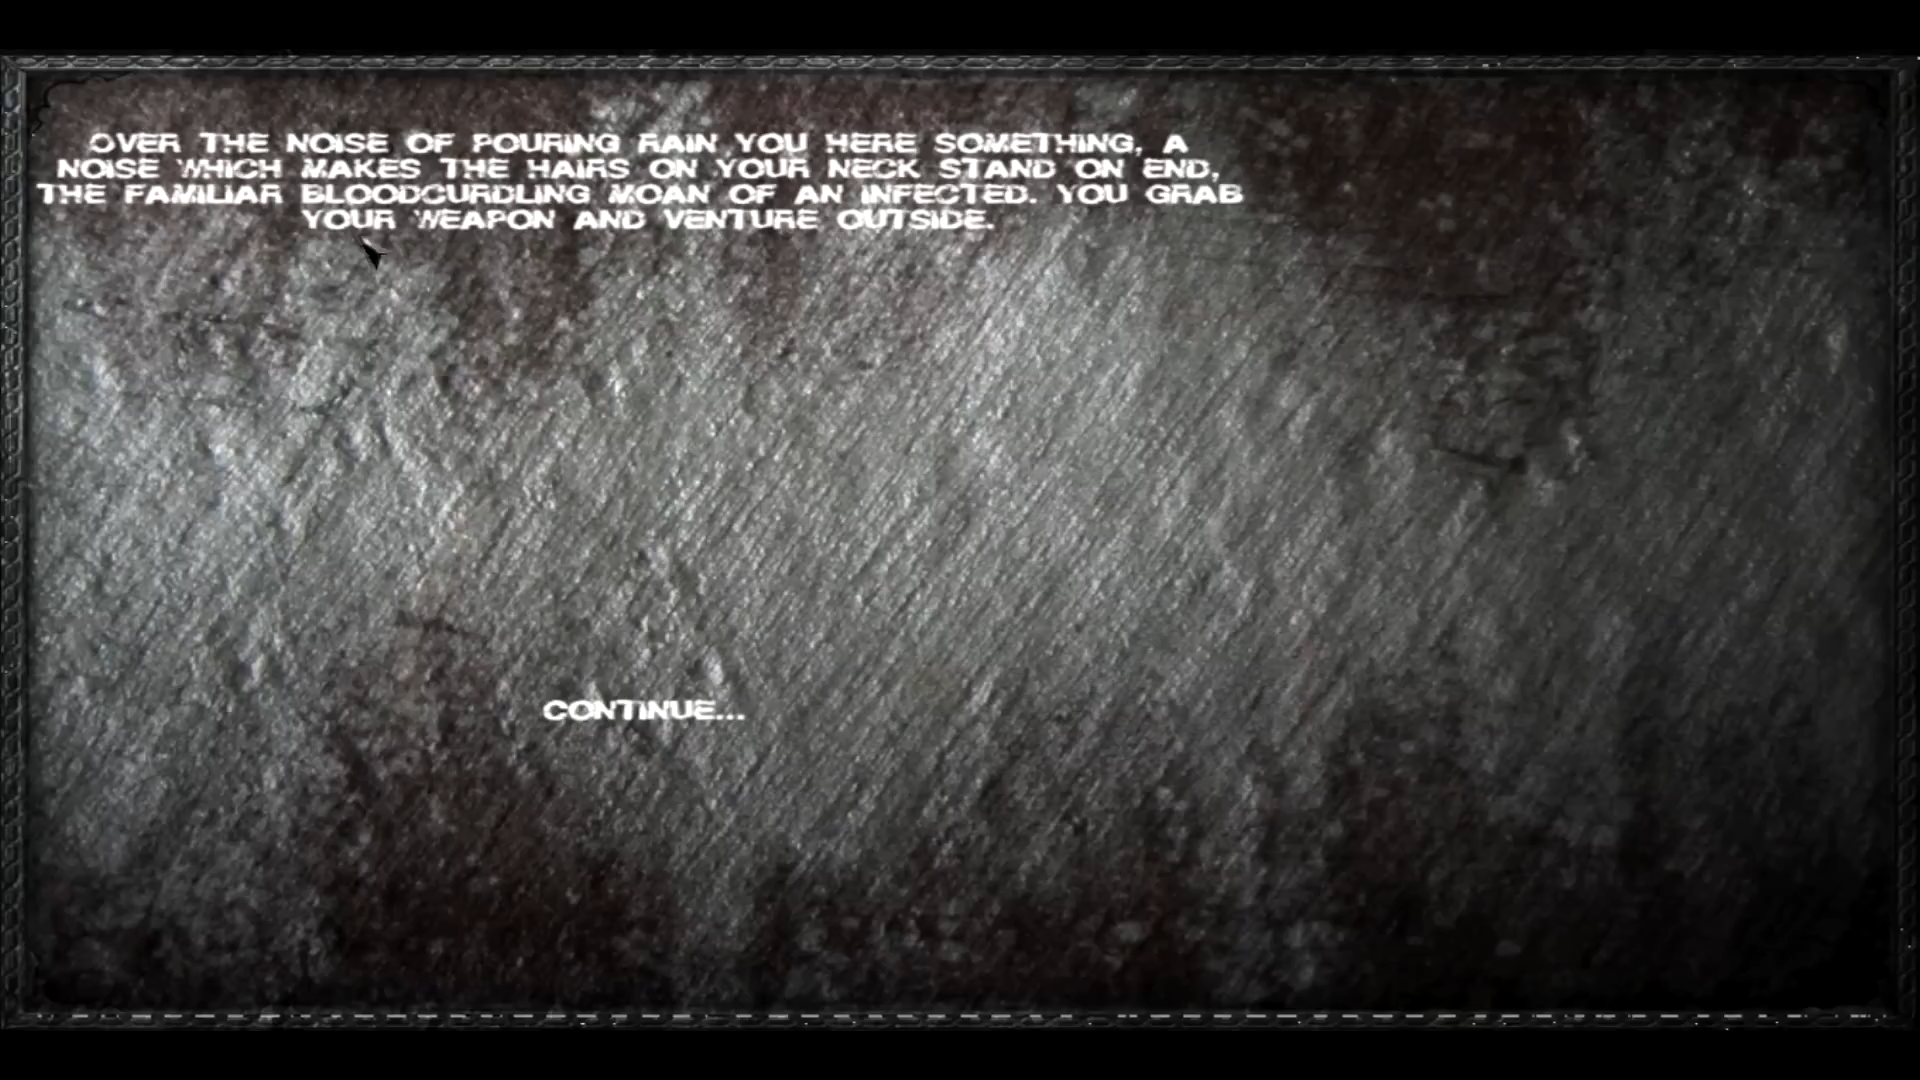 OVER THE NOISE OF POURING RAIN YOU HERE SOMETHING, A
NOISE WHICH MAKES THE HAIRS ON YOUR NECK STAND ON END,
THE FAMILIAR BLOODCURDLING MOAN OF AN INFECTED. YOU GRAB
YOUR WEAPON AND VENTURE OUTSIDE.
CONTINUE...